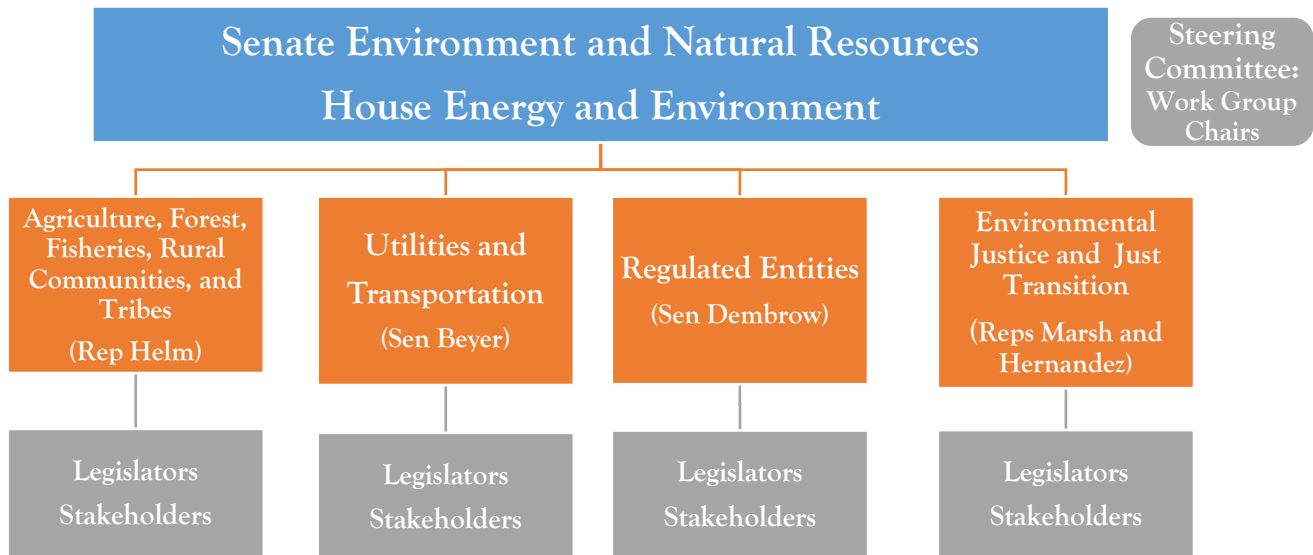 Senate Environment and Natural Resources
House Energy and Environment
Steering
Committee:
Work Group
Chairs
Agriculture, Forest,
Fisheries, Rural
Communities, and
Tribes
(Rep Helm)
Utilities and
Transportation
(Sen Beyer)
Regulated Entities
(Sen Dembrow)
Environmental
Justice and Just
Transition
(Reps Marsh and
Hernandez)
Legislators
Stakeholders
Legislators
Stakeholders
Legislators
Stakeholders
Legislators
Stakeholders